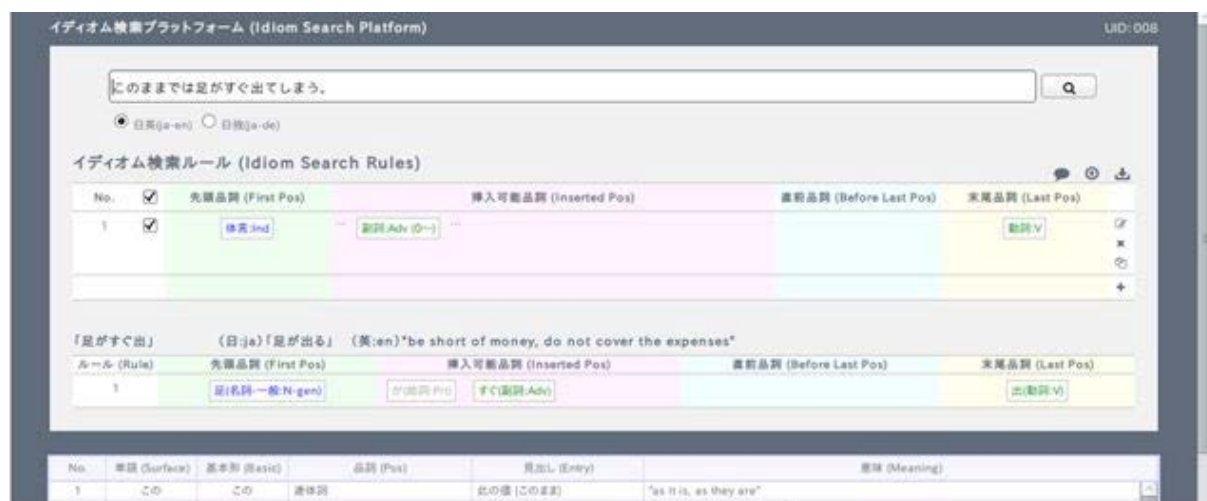 イディオム検索プラットフォーム (Idiom Search Platform) UID: 008
このままでは足がすぐ出てしまう。
日英(ja-en) 日独(ja-de)
イディオム検索ルール (Idiom Search Rules)
No. 先頭品詞 (First Pos) 挿入可能品詞 (Inserted Pos) 直前品詞 (Before Last Pos) 末尾品詞 (Last Pos)
1 体言:Ind ... 副詞:Adv (0〜) ... 動詞:V
「足がすぐ出」 (日:ja)「足が出る」 (英:en)"be short of money, do not cover the expenses"
ルール (Rule) 先頭品詞 (First Pos) 挿入可能品詞 (Inserted Pos) 直前品詞 (Before Last Pos) 末尾品詞 (Last Pos)
1 足(名詞-一般:N-gen) すぐ(副詞:Adv) 出(動詞:V)
No. 単語 (Surface) 基本形 (Basic) 品詞 (Pos) 見出し (Entry) 意味 (Meaning)
1 この この 連体詞 此の儘 (このまま) "as it is, as they are"